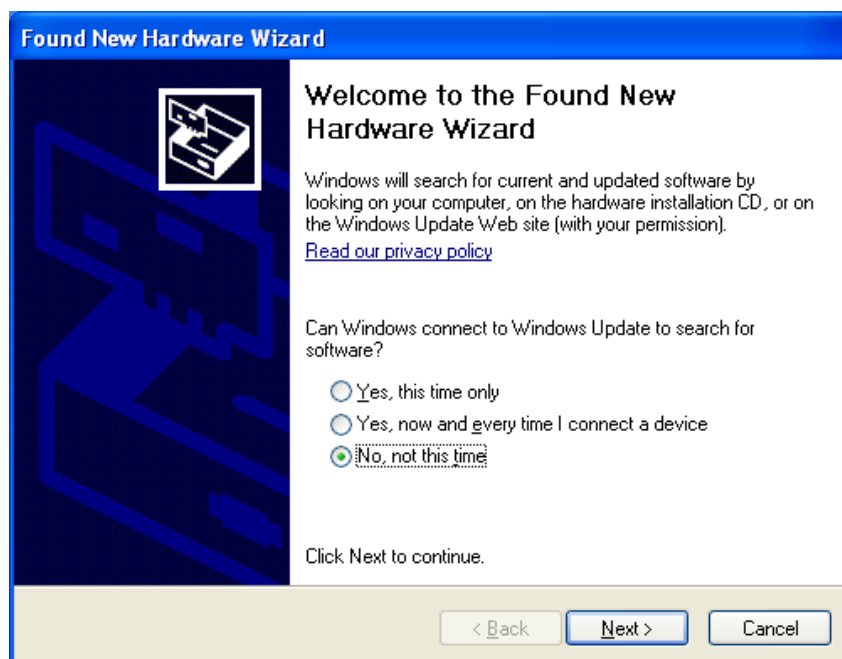 Found New Hardware Wizard
Welcome to the Found New
Hardware Wizard
Windows will search for current and updated software by
looking on your computer, on the hardware installation CD, or on
the Windows Update Web site (with your permission).
Read our privacy policy
Can Windows connect to Windows Update to search for
software?
Yes, this time only
Yes, now and every time I connect a device
No, not this time
Click Next to continue.
< Back Next > Cancel